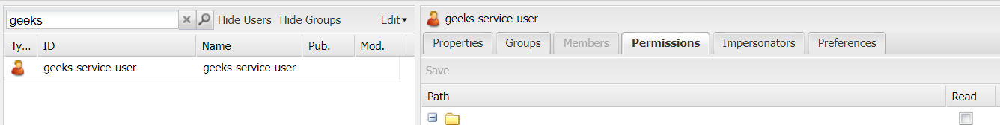 geeks Hide Users Hide Groups Edit
Ty... ID Name Pub. Mod.
geeks-service-user geeks-service-user
geeks-service-user
Properties Groups Members Permissions Impersonators Preferences
Save
Path Read